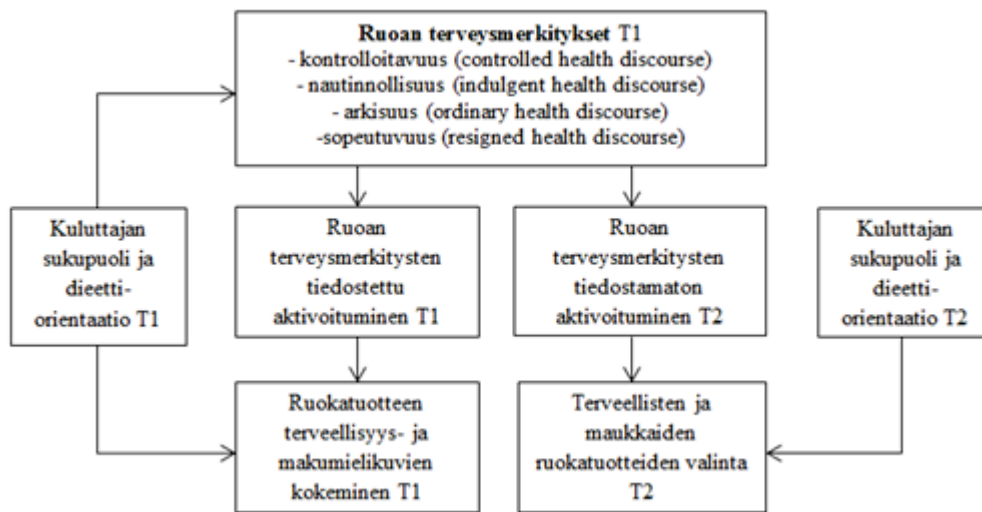 Ruoan terveysmerkitykset T1
- kontrolloitavuus (controlled health discourse)
- nautinnollisuus (indulgent health discourse)
- arkisuus (ordinary health discourse)
-sopeutuvuus (resigned health discourse)
Kuluttajan
sukupuoli ja
dieetti-
orientaatio T1
Ruoan
terveysmerkitysten
tiedostettu
aktivoituminen T1
Ruoan
terveysmerkitysten
tiedostamaton
aktivoituminen T2
Kuluttajan
sukupuoli ja
dieetti-
orientaatio T2
Ruokatuotteen
terveellisyys- ja
makumielikuvien
kokeminen T1
Terveellisten ja
maukkaiden
ruokatuotteiden valinta
T2